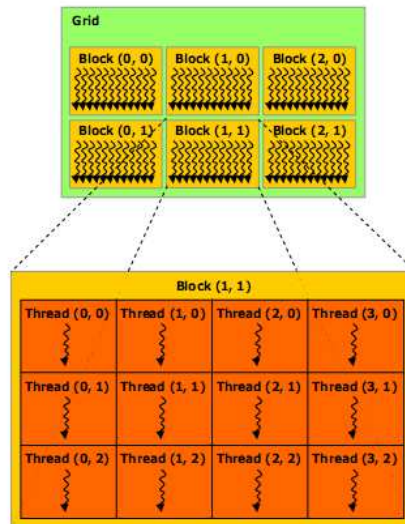 Grid
Block (0, 0) Block (1, 0) Block (2, 0)
Block (0, 1) Block (1, 1) Block (2, 1)
Block (1, 1)
Thread (0, 0) Thread (1, 0) Thread (2, 0) Thread (3, 0)
Thread (0, 1) Thread (1, 1) Thread (2, 1) Thread (3, 1)
Thread (0, 2) Thread (1, 2) Thread (2, 2) Thread (3, 2)